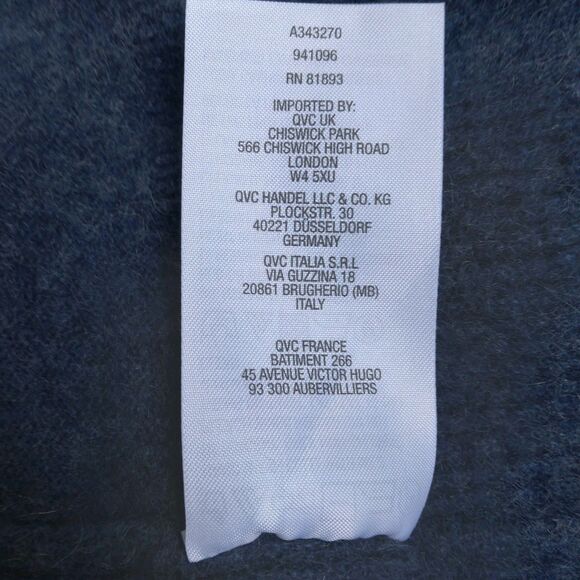 A343270
941096
RN 81893
IMPORTED BY:
QVC UK
CHISWICK PARK
566 CHISWICK HIGH ROAD
LONDON
W4 5XU
QVC HANDEL LLC & CO. KG
PLOCKSTR. 30
40221 DÜSSELDORF
GERMANY
QVC ITALIA S.R.L
VIA GUZZINA 18
20861 BRUGHERIO (MB)
ITALY
QVC FRANCE
BATIMENT 266
45 AVENUE VICTOR HUGO
93 300 AUBERVILLIERS